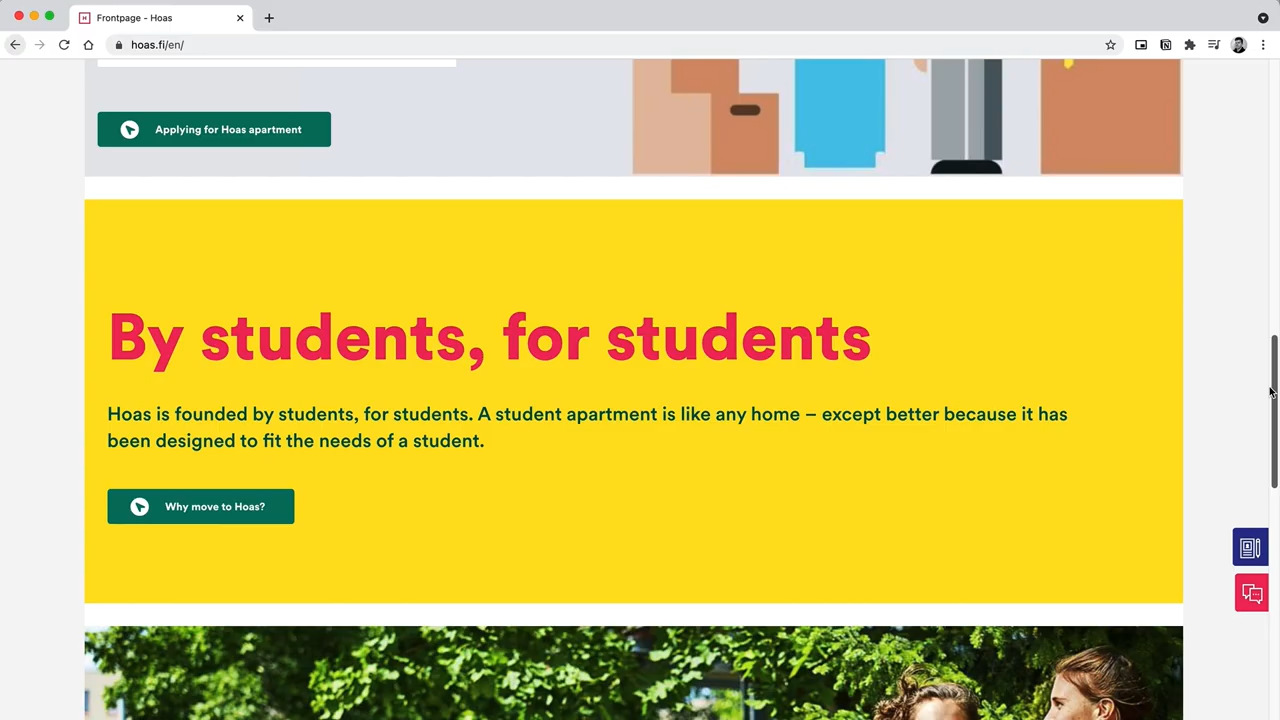 Frontpage - Hoas
hoas.fi/en/
Applying for Hoas apartment
By students, for students
Hoas is founded by students, for students. A student apartment is like any home – except better because it has
been designed to fit the needs of a student.
Why move to Hoas?